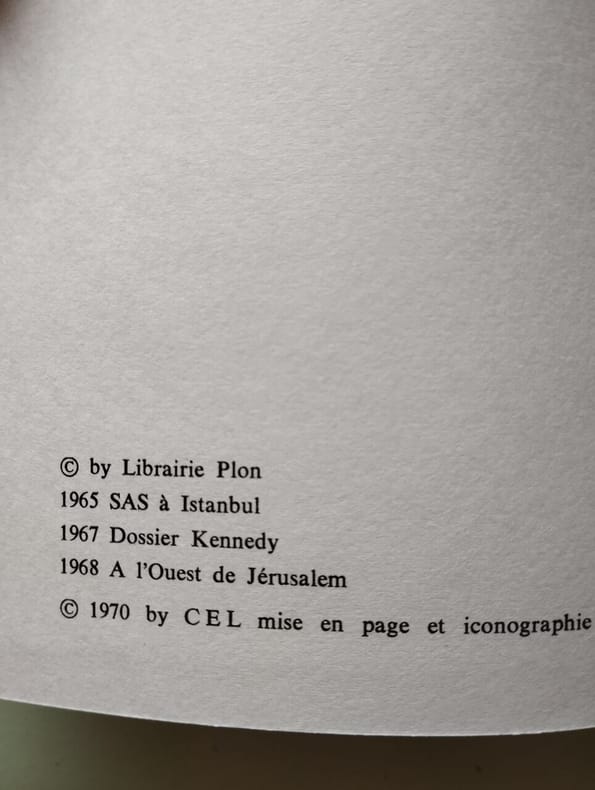 © by Librairie Plon
1965 SAS à Istanbul
1967 Dossier Kennedy
1968 A l'Ouest de Jérusalem
© 1970 by CEL mise en page et iconographie